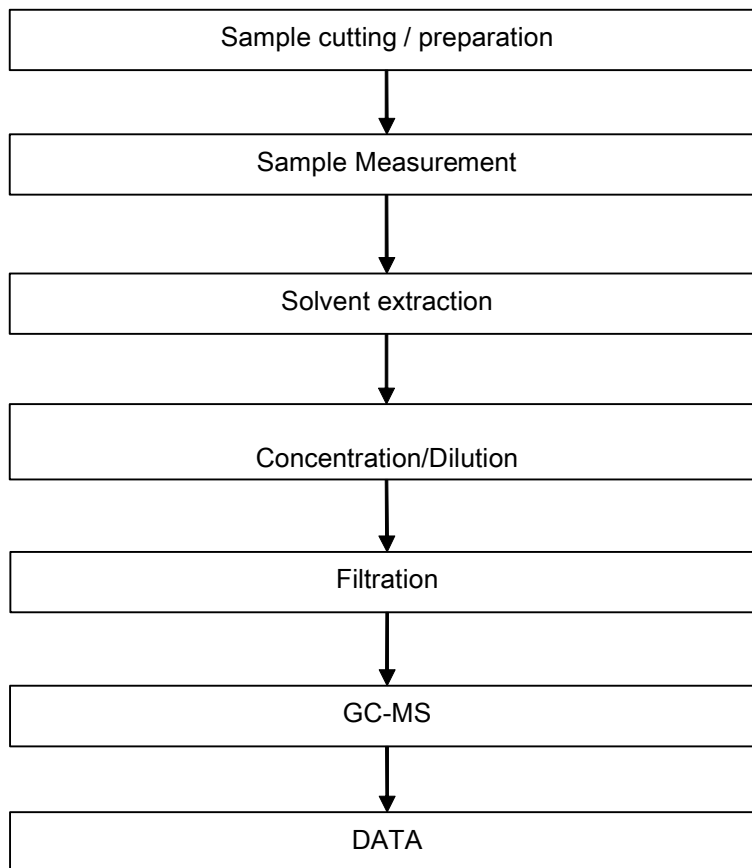 Sample cutting / preparation
Sample Measurement
Solvent extraction
Concentration/Dilution
Filtration
GC-MS
DATA